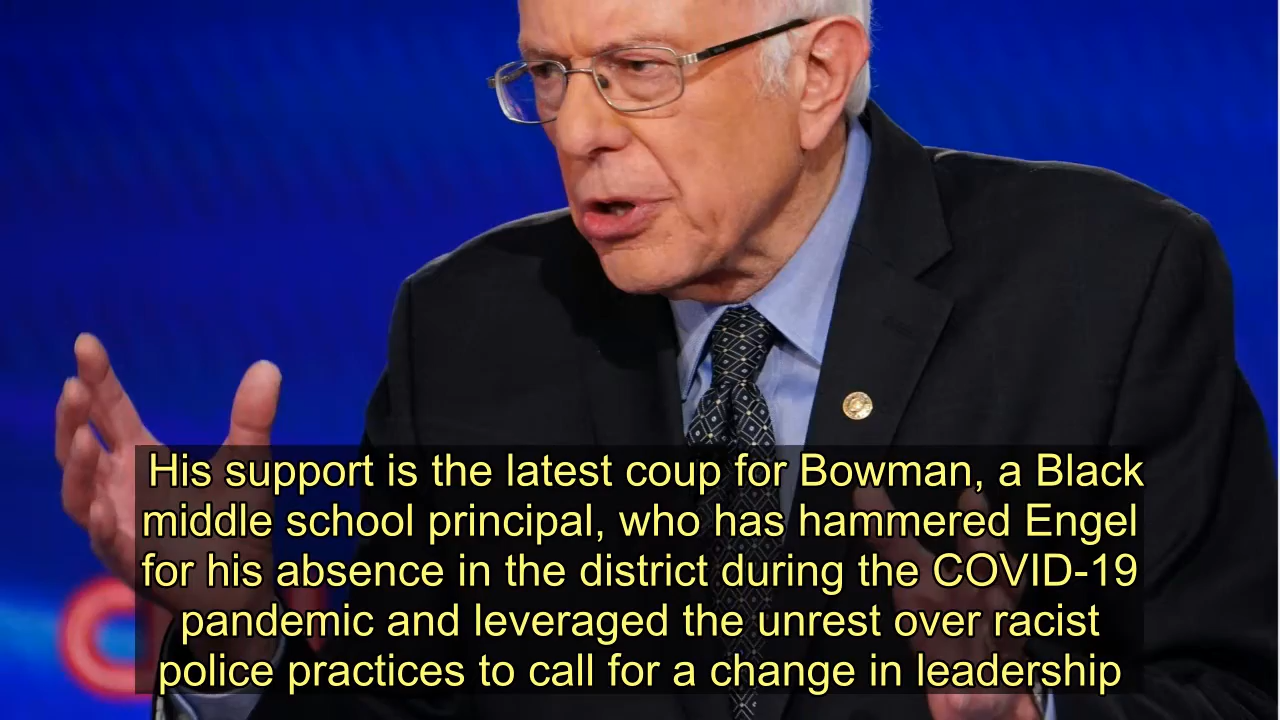 His support is the latest coup for Bowman, a Black
middle school principal, who has hammered Engel
for his absence in the district during the COVID-19
pandemic and leveraged the unrest over racist
police practices to call for a change in leadership